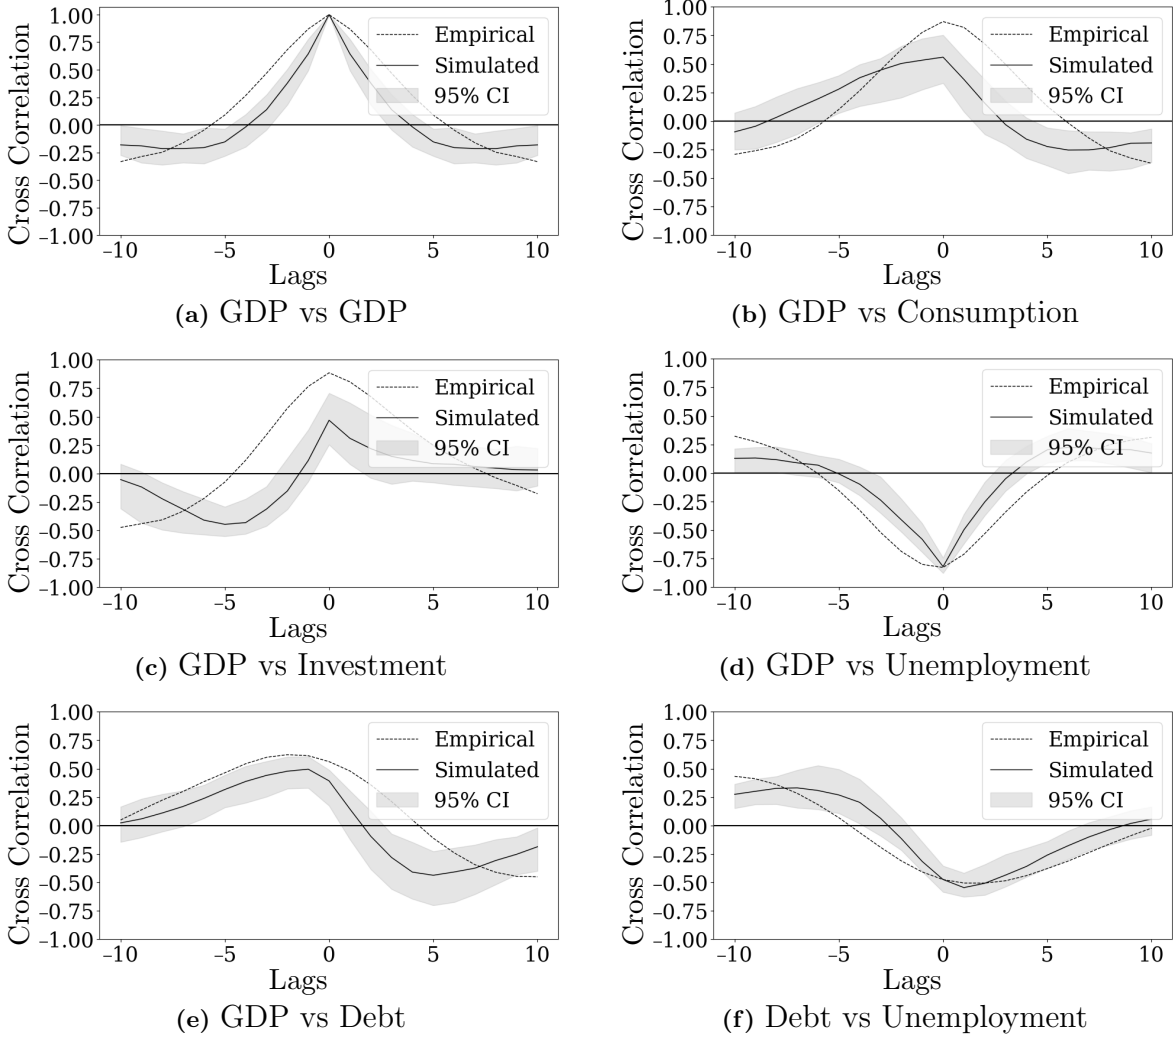 Cross Correlation
1.00
0.75
0.50
0.25
0.00
−0.25
−0.50
−0.75
−1.00
Empirical
Simulated
95% CI
−10 −5 0 5 10
Lags
(a) GDP vs GDP
Cross Correlation
1.00
0.75
0.50
0.25
0.00
−0.25
−0.50
−0.75
−1.00
Empirical
Simulated
95% CI
−10 −5 0 5 10
Lags
(b) GDP vs Consumption
Cross Correlation
1.00
0.75
0.50
0.25
0.00
−0.25
−0.50
−0.75
−1.00
Empirical
Simulated
95% CI
−10 −5 0 5 10
Lags
(c) GDP vs Investment
Cross Correlation
1.00
0.75
0.50
0.25
0.00
−0.25
−0.50
−0.75
−1.00
Empirical
Simulated
95% CI
−10 −5 0 5 10
Lags
(d) GDP vs Unemployment
Cross Correlation
1.00
0.75
0.50
0.25
0.00
−0.25
−0.50
−0.75
−1.00
Empirical
Simulated
95% CI
−10 −5 0 5 10
Lags
(e) GDP vs Debt
Cross Correlation
1.00
0.75
0.50
0.25
0.00
−0.25
−0.50
−0.75
−1.00
Empirical
Simulated
95% CI
−10 −5 0 5 10
Lags
(f) Debt vs Unemployment